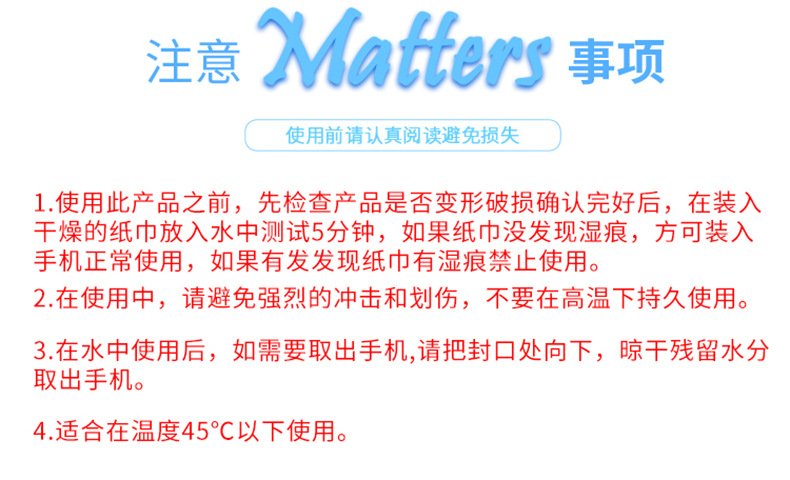 注意 Matters 事项
使用前请认真阅读避免损失
1.使用此产品之前，先检查产品是否变形破损确认完好后，在装入
干燥的纸巾放入水中测试5分钟，如果纸巾没发现湿痕，方可装入
手机正常使用，如果有发发现纸巾有湿痕禁止使用。
2.在使用中，请避免强烈的冲击和划伤，不要在高温下持久使用。
3.在水中使用后，如需要取出手机,请把封口处向下，晾干残留水分
取出手机。
4.适合在温度45℃以下使用。